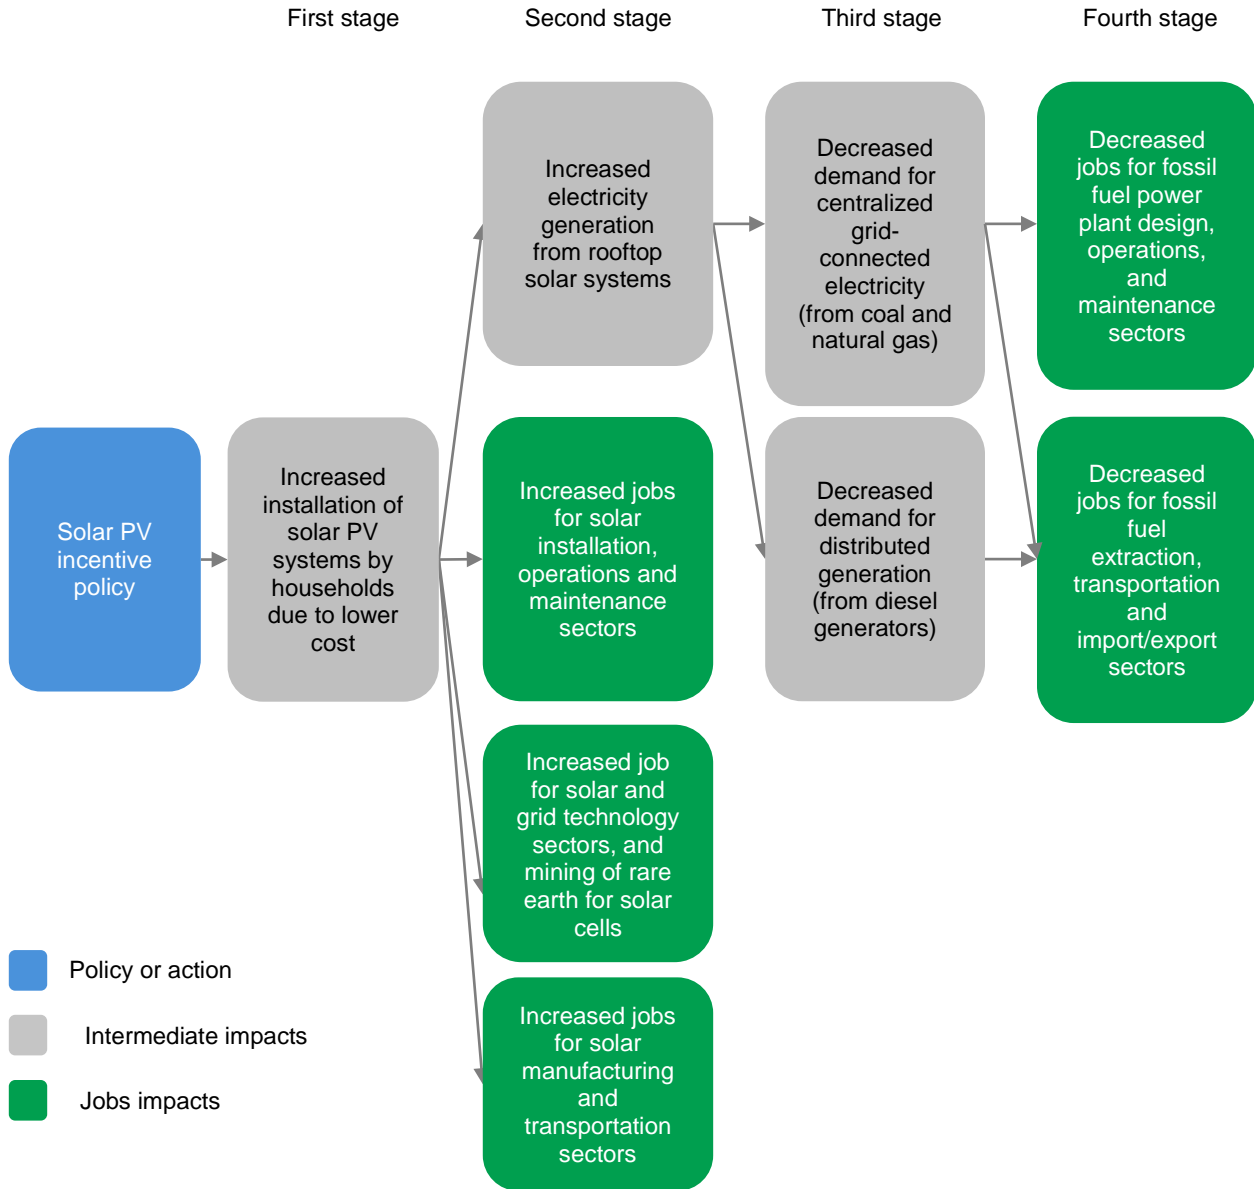 First stage
Second stage
Third stage
Fourth stage
Solar PV
incentive
policy
Increased
installation of
solar PV
systems by
households
due to lower
cost
Increased
electricity
generation
from rooftop
solar systems
Increased jobs
for solar
installation,
operations and
maintenance
sectors
Increased job
for solar and
grid technology
sectors, and
mining of rare
earth for solar
cells
Increased jobs
for solar
manufacturing
and
transportation
sectors
Decreased
demand for
centralized
grid-
connected
electricity
(from coal and
natural gas)
Decreased
demand for
distributed
generation
(from diesel
generators)
Decreased
jobs for fossil
fuel power
plant design,
operations,
and
maintenance
sectors
Decreased
jobs for fossil
fuel
extraction,
transportation
and
import/export
sectors
Policy or action
Intermediate impacts
Jobs impacts